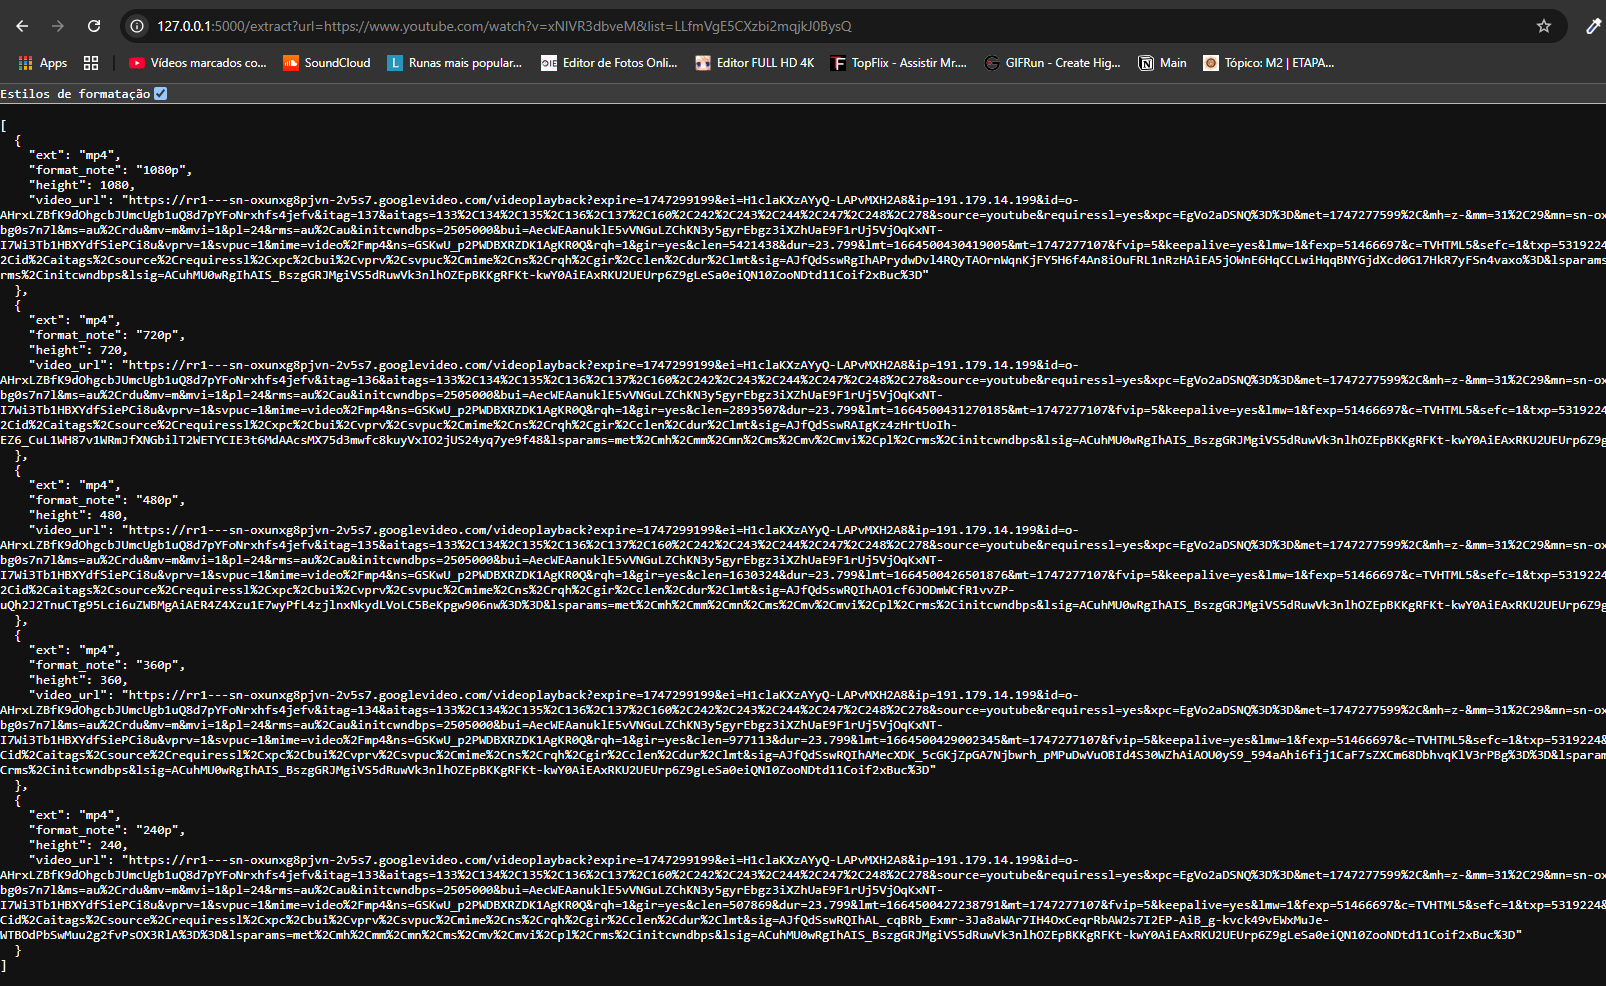 127.0.0.1:5000/extract?url=https://www.youtube.com/watch?v=xNIVR3dbveM&list=LLfmVgE5CXzbi2mqjkJ0BysQ
Apps Vídeos marcados co... SoundCloud Runas mais popular... Editor de Fotos Onli... Editor FULL HD 4K TopFlix - Assistir Mr.... GIFRun - Create Hig... Main Tópico: M2 | ETAPA...
Estilos de formatação
[
{
"ext": "mp4",
"format_note": "1080p",
"height": 1080,
"video_url": "https://rr1---sn-oxunxg8pjvn-2v5s7.googlevideo.com/videoplayback?expire=1747299199&ei=H1claKXzAYyQ-LAPvMXH2A8&ip=191.179.14.199&id=o-
AHrxLZBfK9dOhgcbJUmcUgb1uQ8d7pYFoNrxhfs4jefv&itag=137&aitags=133%2C134%2C135%2C136%2C137%2C160%2C242%2C243%2C244%2C247%2C248%2C278&source=youtube&requiressl=yes&xpc=EgVo2aDSNQ%3D%3D&met=1747277599%2C&mh=z-&mm=31%2C29&mn=sn-ox
bg0s7n7l&ms=au%2Crdu&mv=m&mvi=1&pl=24&rms=au%2Cau&initcwndbps=2505000&bui=AecWEAanuklE5vVNGuLZChKN3y5gyrEbgz3iXZhUaE9F1rUj5VjOqKxNT-
I7Wi3Tb1HBXYdfSiePCi8u&vprv=1&svpuc=1&mime=video%2Fmp4&ns=GSKwU_p2PWDBXRZDK1AgKR0Q&rqh=1&gir=yes&clen=5421438&dur=23.799&lmt=1664500430419005&mt=1747277107&fvip=5&keepalive=yes&lmw=1&fexp=51466697&c=TVHTML5&sefc=1&txp=5319224
%2Cid%2Caitags%2Csource%2Crequiressl%2Cxpc%2Cbui%2Cvprv%2Csvpuc%2Cmime%2Cns%2Crqh%2Cgir%2Cclen%2Cdur%2Clmt&sig=AJfQdSswRgIhAPrydwDvl4RQyTAOrnWqnKjFY5H6f4An8iOuFRL1nRzHAiEA5jOWnE6HqCCLwiHqqBNYGjdXcd0G17HkR7yFSn4vaxo%3D&lsparams
rms%2Cinitcwndbps&lsig=ACuhMU0wRgIhAIS_BszgGRJMgiVS5dRuwVk3nlhOZEpBKKgRFKt-kwY0AiEAxRKU2UEUrp6Z9gLeSa0eiQN10ZooNDtd11Coif2xBuc%3D"
},
{
"ext": "mp4",
"format_note": "720p",
"height": 720,
"video_url": "https://rr1---sn-oxunxg8pjvn-2v5s7.googlevideo.com/videoplayback?expire=1747299199&ei=H1claKXzAYyQ-LAPvMXH2A8&ip=191.179.14.199&id=o-
AHrxLZBfK9dOhgcbJUmcUgb1uQ8d7pYFoNrxhfs4jefv&itag=136&aitags=133%2C134%2C135%2C136%2C137%2C160%2C242%2C243%2C244%2C247%2C248%2C278&source=youtube&requiressl=yes&xpc=EgVo2aDSNQ%3D%3D&met=1747277599%2C&mh=z-&mm=31%2C29&mn=sn-ox
bg0s7n7l&ms=au%2Crdu&mv=m&mvi=1&pl=24&rms=au%2Cau&initcwndbps=2505000&bui=AecWEAanuklE5vVNGuLZChKN3y5gyrEbgz3iXZhUaE9F1rUj5VjOqKxNT-
I7Wi3Tb1HBXYdfSiePCi8u&vprv=1&svpuc=1&mime=video%2Fmp4&ns=GSKwU_p2PWDBXRZDK1AgKR0Q&rqh=1&gir=yes&clen=2893507&dur=23.799&lmt=1664500431270185&mt=1747277107&fvip=5&keepalive=yes&lmw=1&fexp=51466697&c=TVHTML5&sefc=1&txp=5319224
%2Cid%2Caitags%2Csource%2Crequiressl%2Cxpc%2Cbui%2Cvprv%2Csvpuc%2Cmime%2Cns%2Crqh%2Cgir%2Cclen%2Cdur%2Clmt&sig=AJfQdSswRAIgKz4zHrtUoIh-
EZ6_CuL1WH87v1WRmJfXNGbilT2WETYCIE3t6MdAAcsMX75d3mwfc8kuyVxIO2jUS24yq7ye9f48&lsparams=met%2Cmh%2Cmm%2Cmn%2Cms%2Cmv%2Cmvi%2Cpl%2Crms%2Cinitcwndbps&lsig=ACuhMU0wRgIhAIS_BszgGRJMgiVS5dRuwVk3nlhOZEpBKKgRFKt-kwY0AiEAxRKU2UEUrp6Z9g
},
{
"ext": "mp4",
"format_note": "480p",
"height": 480,
"video_url": "https://rr1---sn-oxunxg8pjvn-2v5s7.googlevideo.com/videoplayback?expire=1747299199&ei=H1claKXzAYyQ-LAPvMXH2A8&ip=191.179.14.199&id=o-
AHrxLZBfK9dOhgcbJUmcUgb1uQ8d7pYFoNrxhfs4jefv&itag=135&aitags=133%2C134%2C135%2C136%2C137%2C160%2C242%2C243%2C244%2C247%2C248%2C278&source=youtube&requiressl=yes&xpc=EgVo2aDSNQ%3D%3D&met=1747277599%2C&mh=z-&mm=31%2C29&mn=sn-ox
bg0s7n7l&ms=au%2Crdu&mv=m&mvi=1&pl=24&rms=au%2Cau&initcwndbps=2505000&bui=AecWEAanuklE5vVNGuLZChKN3y5gyrEbgz3iXZhUaE9F1rUj5VjOqKxNT-
I7Wi3Tb1HBXYdfSiePCi8u&vprv=1&svpuc=1&mime=video%2Fmp4&ns=GSKwU_p2PWDBXRZDK1AgKR0Q&rqh=1&gir=yes&clen=1630324&dur=23.799&lmt=1664500426501876&mt=1747277107&fvip=5&keepalive=yes&lmw=1&fexp=51466697&c=TVHTML5&sefc=1&txp=5319224
%2Cid%2Caitags%2Csource%2Crequiressl%2Cxpc%2Cbui%2Cvprv%2Csvpuc%2Cmime%2Cns%2Crqh%2Cgir%2Cclen%2Cdur%2Clmt&sig=AJfQdSswRQIhAO1cf6JODmWCfR1vvZP-
uQh2J2TnuCTg95Lci6uZWBMgAiAER4Z4Xzu1E7wyPfL4zjlnxNkydLVoLC5BeKpgw906nw%3D%3D&lsparams=met%2Cmh%2Cmm%2Cmn%2Cms%2Cmv%2Cmvi%2Cpl%2Crms%2Cinitcwndbps&lsig=ACuhMU0wRgIhAIS_BszgGRJMgiVS5dRuwVk3nlhOZEpBKKgRFKt-kwY0AiEAxRKU2UEUrp6Z9g
},
{
"ext": "mp4",
"format_note": "360p",
"height": 360,
"video_url": "https://rr1---sn-oxunxg8pjvn-2v5s7.googlevideo.com/videoplayback?expire=1747299199&ei=H1claKXzAYyQ-LAPvMXH2A8&ip=191.179.14.199&id=o-
AHrxLZBfK9dOhgcbJUmcUgb1uQ8d7pYFoNrxhfs4jefv&itag=134&aitags=133%2C134%2C135%2C136%2C137%2C160%2C242%2C243%2C244%2C247%2C248%2C278&source=youtube&requiressl=yes&xpc=EgVo2aDSNQ%3D%3D&met=1747277599%2C&mh=z-&mm=31%2C29&mn=sn-ox
bg0s7n7l&ms=au%2Crdu&mv=m&mvi=1&pl=24&rms=au%2Cau&initcwndbps=2505000&bui=AecWEAanuklE5vVNGuLZChKN3y5gyrEbgz3iXZhUaE9F1rUj5VjOqKxNT-
I7Wi3Tb1HBXYdfSiePCi8u&vprv=1&svpuc=1&mime=video%2Fmp4&ns=GSKwU_p2PWDBXRZDK1AgKR0Q&rqh=1&gir=yes&clen=977113&dur=23.799&lmt=1664500429002345&mt=1747277107&fvip=5&keepalive=yes&lmw=1&fexp=51466697&c=TVHTML5&sefc=1&txp=5319224&
Cid%2Caitags%2Csource%2Crequiressl%2Cxpc%2Cbui%2Cvprv%2Csvpuc%2Cmime%2Cns%2Crqh%2Cgir%2Cclen%2Cdur%2Clmt&sig=AJfQdSswRQIhAMecXDK_5cGKjZpGA7Njbwrh_pMPuDwVuOBId4S30WZhAiAOU0yS9_594aAhi6fij1CaF7sZXCm68DbhvqKlV3rPBg%3D%3D&lsparam
Crms%2Cinitcwndbps&lsig=ACuhMU0wRgIhAIS_BszgGRJMgiVS5dRuwVk3nlhOZEpBKKgRFKt-kwY0AiEAxRKU2UEUrp6Z9gLeSa0eiQN10ZooNDtd11Coif2xBuc%3D"
},
{
"ext": "mp4",
"format_note": "240p",
"height": 240,
"video_url": "https://rr1---sn-oxunxg8pjvn-2v5s7.googlevideo.com/videoplayback?expire=1747299199&ei=H1claKXzAYyQ-LAPvMXH2A8&ip=191.179.14.199&id=o-
AHrxLZBfK9dOhgcbJUmcUgb1uQ8d7pYFoNrxhfs4jefv&itag=133&aitags=133%2C134%2C135%2C136%2C137%2C160%2C242%2C243%2C244%2C247%2C248%2C278&source=youtube&requiressl=yes&xpc=EgVo2aDSNQ%3D%3D&met=1747277599%2C&mh=z-&mm=31%2C29&mn=sn-ox
bg0s7n7l&ms=au%2Crdu&mv=m&mvi=1&pl=24&rms=au%2Cau&initcwndbps=2505000&bui=AecWEAanuklE5vVNGuLZChKN3y5gyrEbgz3iXZhUaE9F1rUj5VjOqKxNT-
I7Wi3Tb1HBXYdfSiePCi8u&vprv=1&svpuc=1&mime=video%2Fmp4&ns=GSKwU_p2PWDBXRZDK1AgKR0Q&rqh=1&gir=yes&clen=507869&dur=23.799&lmt=1664500427238791&mt=1747277107&fvip=5&keepalive=yes&lmw=1&fexp=51466697&c=TVHTML5&sefc=1&txp=5319224&
Cid%2Caitags%2Csource%2Crequiressl%2Cxpc%2Cbui%2Cvprv%2Csvpuc%2Cmime%2Cns%2Crqh%2Cgir%2Cclen%2Cdur%2Clmt&sig=AJfQdSswRQIhAL_cqBRb_Exmr-3Ja8aWAr7IH4OxCeqrRbAW2s7I2EP-AiB_g-kvck49vEWxMuJe-
WTBOdPbSwMuu2g2fvPsOX3RlA%3D%3D&lsparams=met%2Cmh%2Cmm%2Cmn%2Cms%2Cmv%2Cmvi%2Cpl%2Crms%2Cinitcwndbps&lsig=ACuhMU0wRgIhAIS_BszgGRJMgiVS5dRuwVk3nlhOZEpBKKgRFKt-kwY0AiEAxRKU2UEUrp6Z9gLeSa0eiQN10ZooNDtd11Coif2xBuc%3D"
}
]